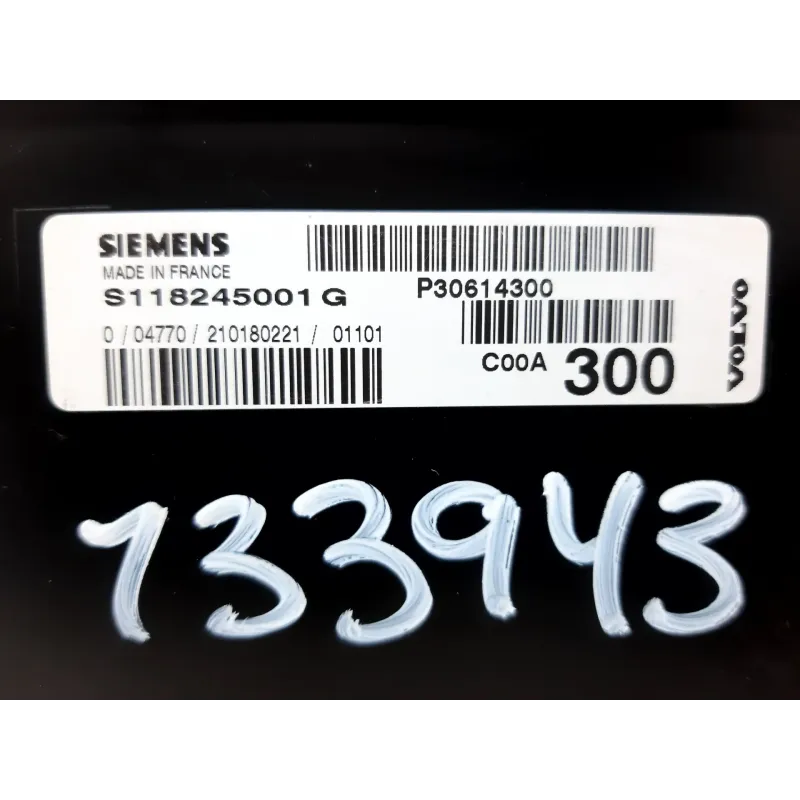 SIEMENS
MADE IN FRANCE
S118245001 G
P30614300
0 / 04770 / 210180221 / 01101
C00A 300
VOLVO
133943